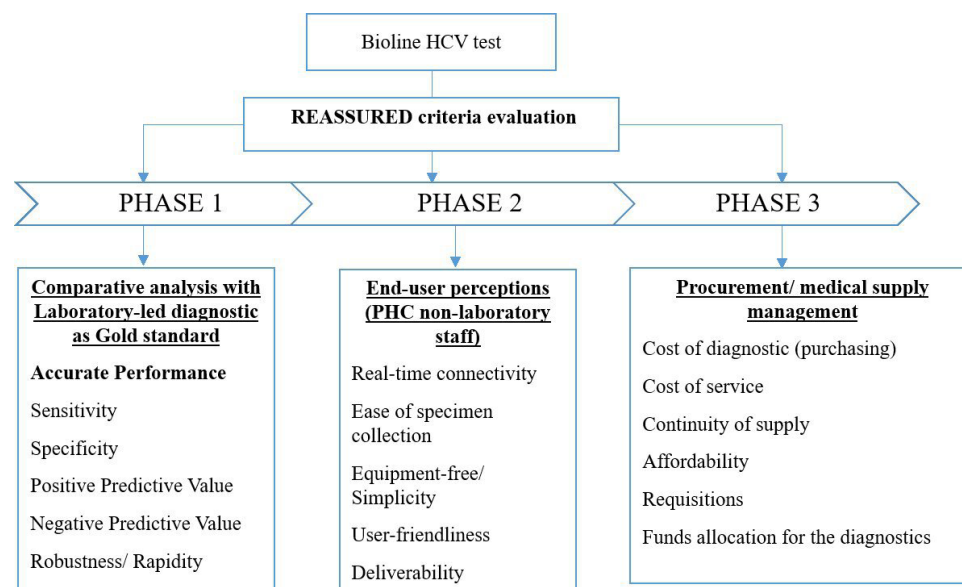 Bioline HCV test
REASSURED criteria evaluation
PHASE 1
PHASE 2
PHASE 3
Comparative analysis with
Laboratory-led diagnostic
as Gold standard
Accurate Performance
Sensitivity
Specificity
Positive Predictive Value
Negative Predictive Value
Robustness/ Rapidity
End-user perceptions
(PHC non-laboratory
staff)
Real-time connectivity
Ease of specimen
collection
Equipment-free/
Simplicity
User-friendliness
Deliverability
Procurement/ medical supply
management
Cost of diagnostic (purchasing)
Cost of service
Continuity of supply
Affordability
Requisitions
Funds allocation for the diagnostics